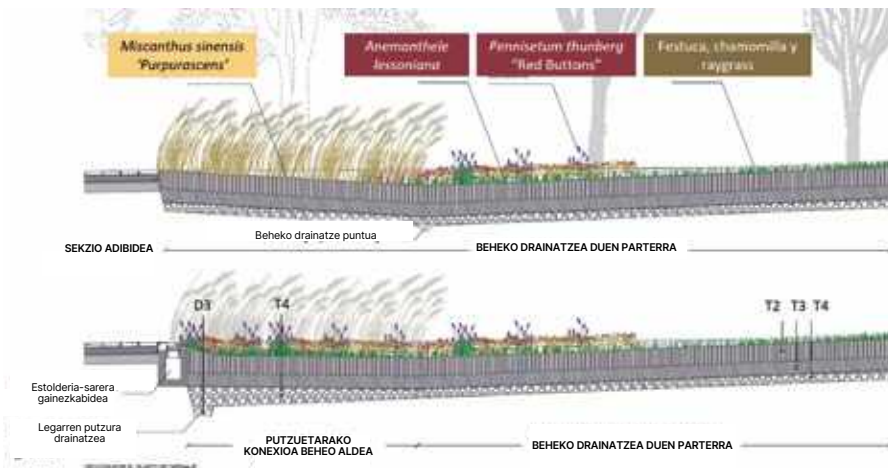 Miscanthus sinensis
'Purpurascens'
Anemanthele
lessoniana
Pennisetum thunberg
"Red Buttons"
Festuca, chamomilla y
raygrass
Beheko drainatze puntua
SEKZIO ADIBIDEA
BEHEKO DRAINATZEA DUEN PARTERRA
D3
T4
T2
T3
T4
Estolderia-sarera
gainezkabidea
Legarren putzura
drainatzea
PUTZUETARAKO
KONEXIOA BEHEO ALDEA
BEHEKO DRAINATZEA DUEN PARTERRA